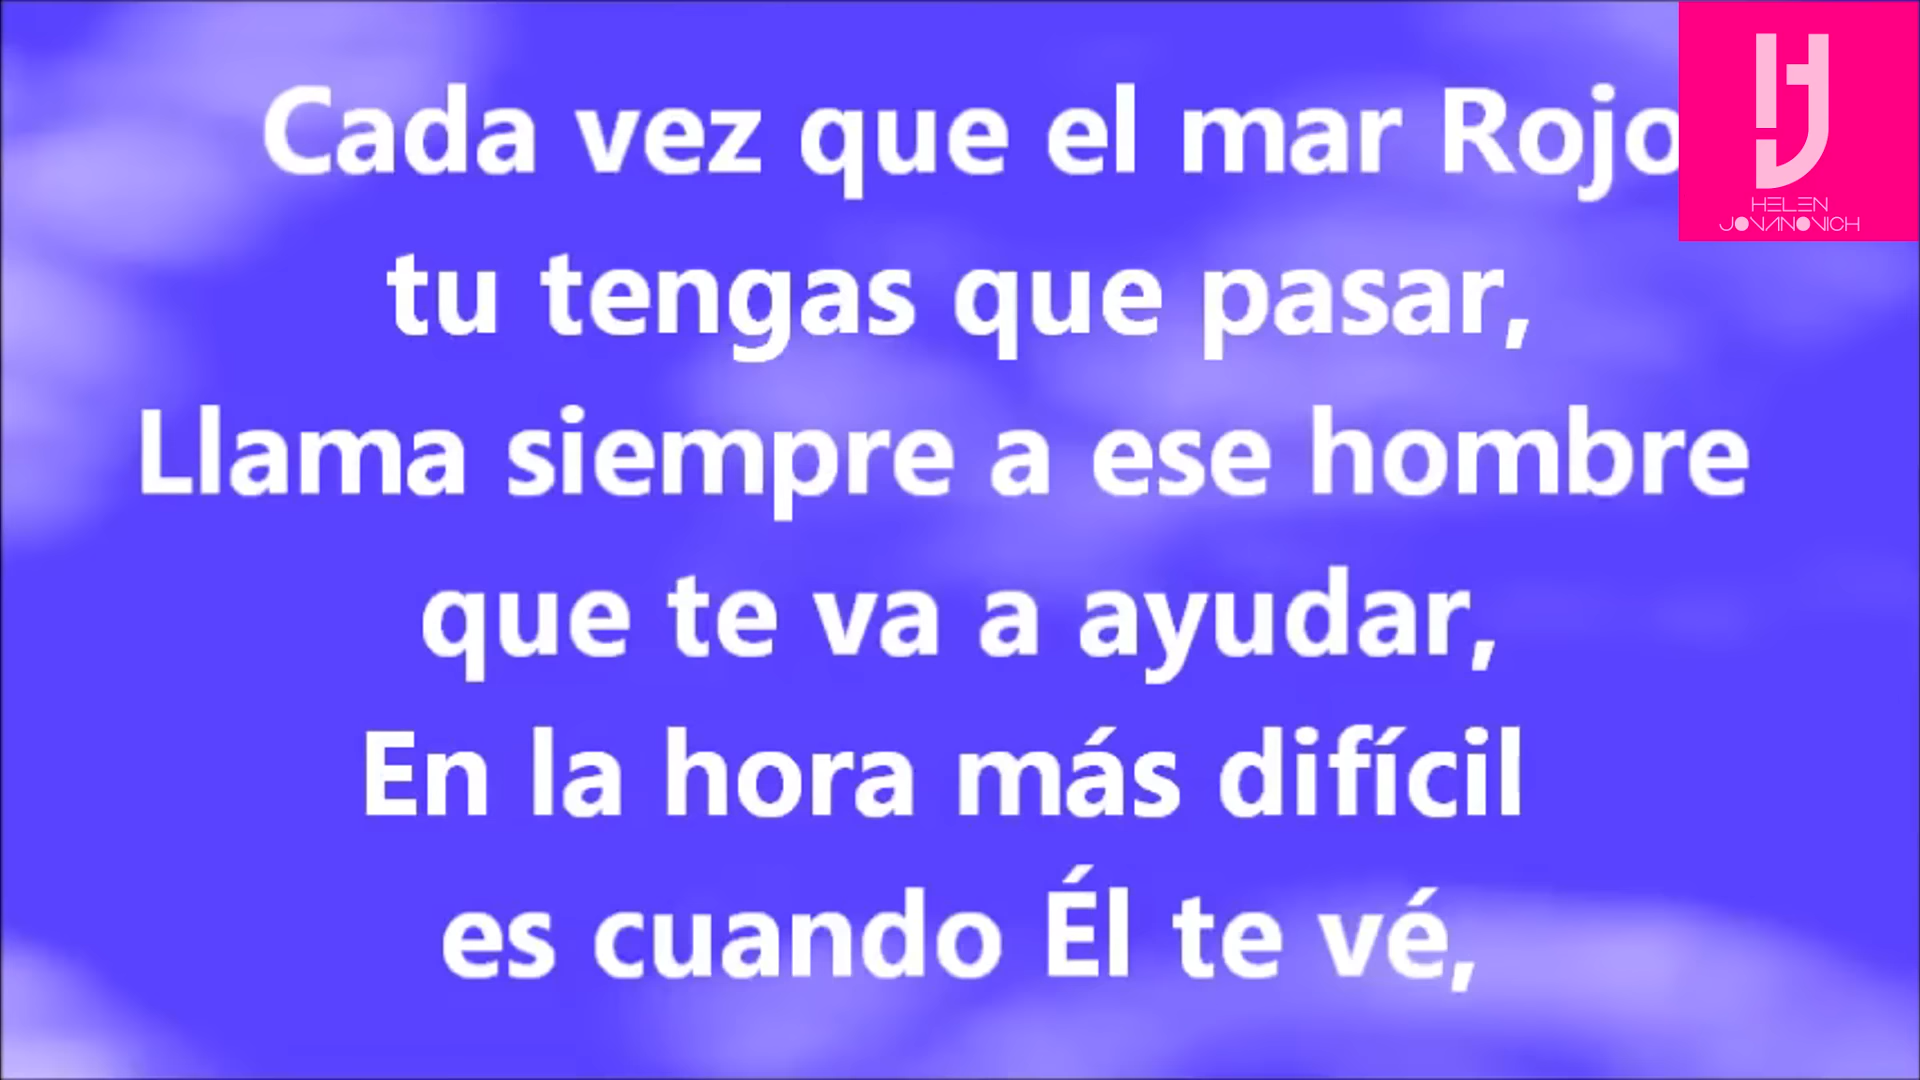 Cada vez que el mar Rojo
tu tengas que pasar,
Llama siempre a ese hombre
que te va a ayudar,
En la hora más difícil
es cuando Él te vé,
HJ
HELEN
JOVANOVICH